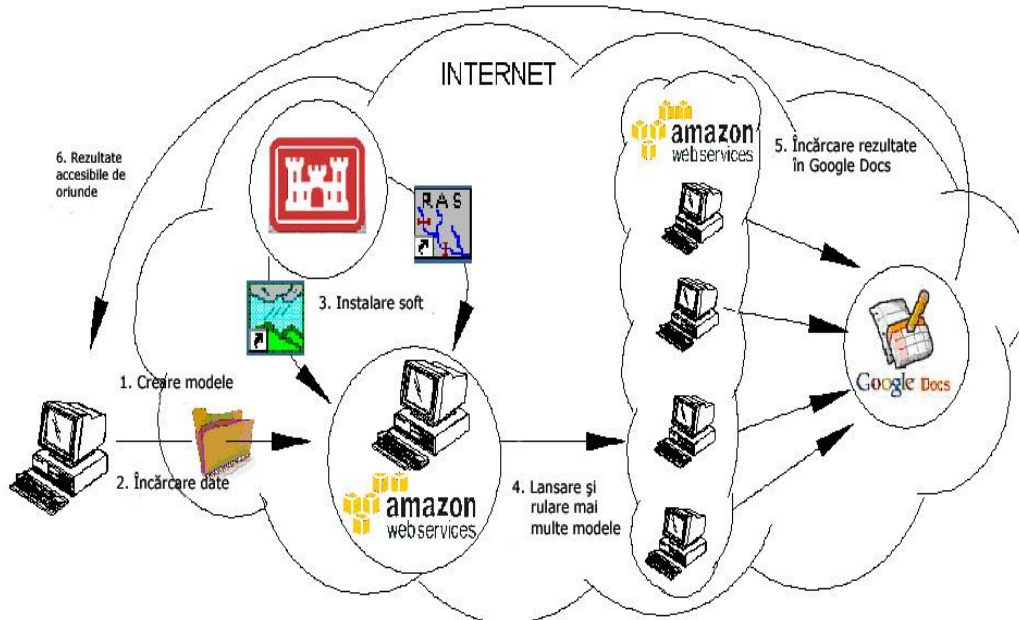 INTERNET
amazon
webservices
5. Încărcare rezultate
în Google Docs
6. Rezultate
accesibile de
oriunde
RAS
3. Instalare soft
1. Creare modele
Google Docs
2. Încărcare date
amazon
webservices
4. Lansare şi
rulare mai
multe modele